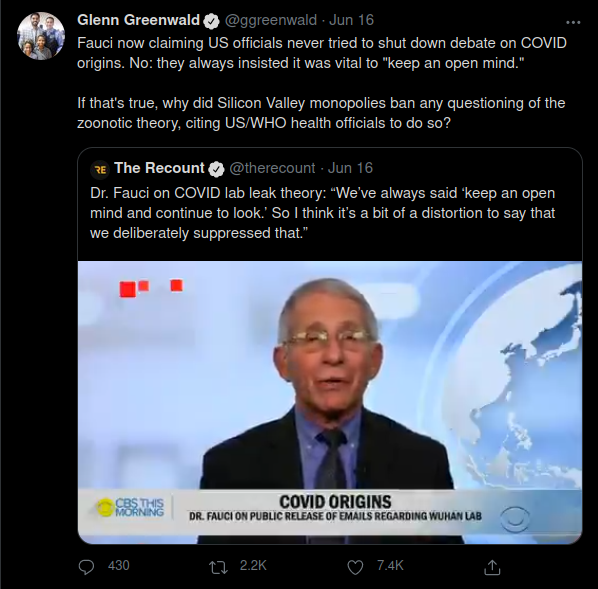 Glenn Greenwald @ggreenwald · Jun 16
Fauci now claiming US officials never tried to shut down debate on COVID
origins. No: they always insisted it was vital to "keep an open mind."
If that's true, why did Silicon Valley monopolies ban any questioning of the
zoonotic theory, citing US/WHO health officials to do so?
RE The Recount @therecount · Jun 16
Dr. Fauci on COVID lab leak theory: “We’ve always said ‘keep an open
mind and continue to look.’ So I think it’s a bit of a distortion to say that
we deliberately suppressed that.”
CBS THIS
MORNING
COVID ORIGINS
DR. FAUCI ON PUBLIC RELEASE OF EMAILS REGARDING WUHAN LAB
430 2.2K 7.4K